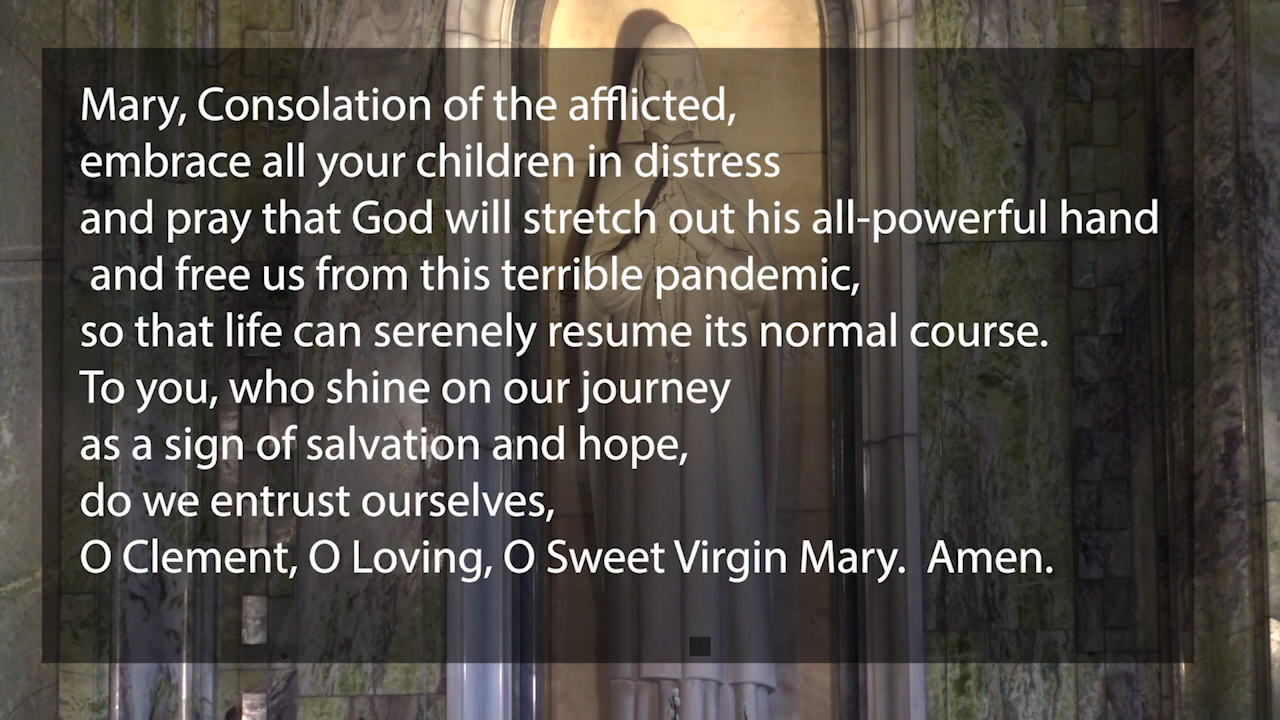 Mary, Consolation of the afflicted,
embrace all your children in distress
and pray that God will stretch out his all-powerful hand
and free us from this terrible pandemic,
so that life can serenely resume its normal course.
To you, who shine on our journey
as a sign of salvation and hope,
do we entrust ourselves,
O Clement, O Loving, O Sweet Virgin Mary.  Amen.